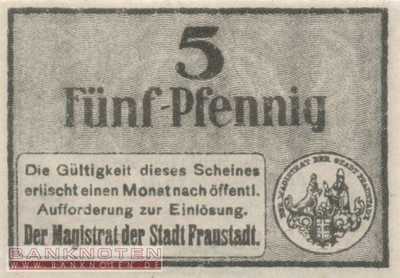 5
Fünf-Pfennig
Die Gültigkeit dieses Scheines
erlischt einen Monat nach öffentl.
Aufforderung zur Einlösung.
Der Magistrat der Stadt Fraustadt.
DER MAGISTRAT DER STADT FRAUSTADT
BANKNOTEN
WWW.BANKNOTEN.DE